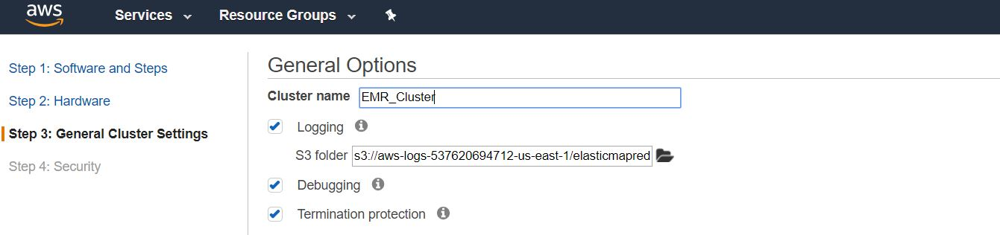 aws Services Resource Groups
Step 1: Software and Steps
Step 2: Hardware
Step 3: General Cluster Settings
Step 4: Security
General Options
Cluster name EMR_Cluster
Logging
S3 folder s3://aws-logs-537620694712-us-east-1/elasticmapred
Debugging
Termination protection